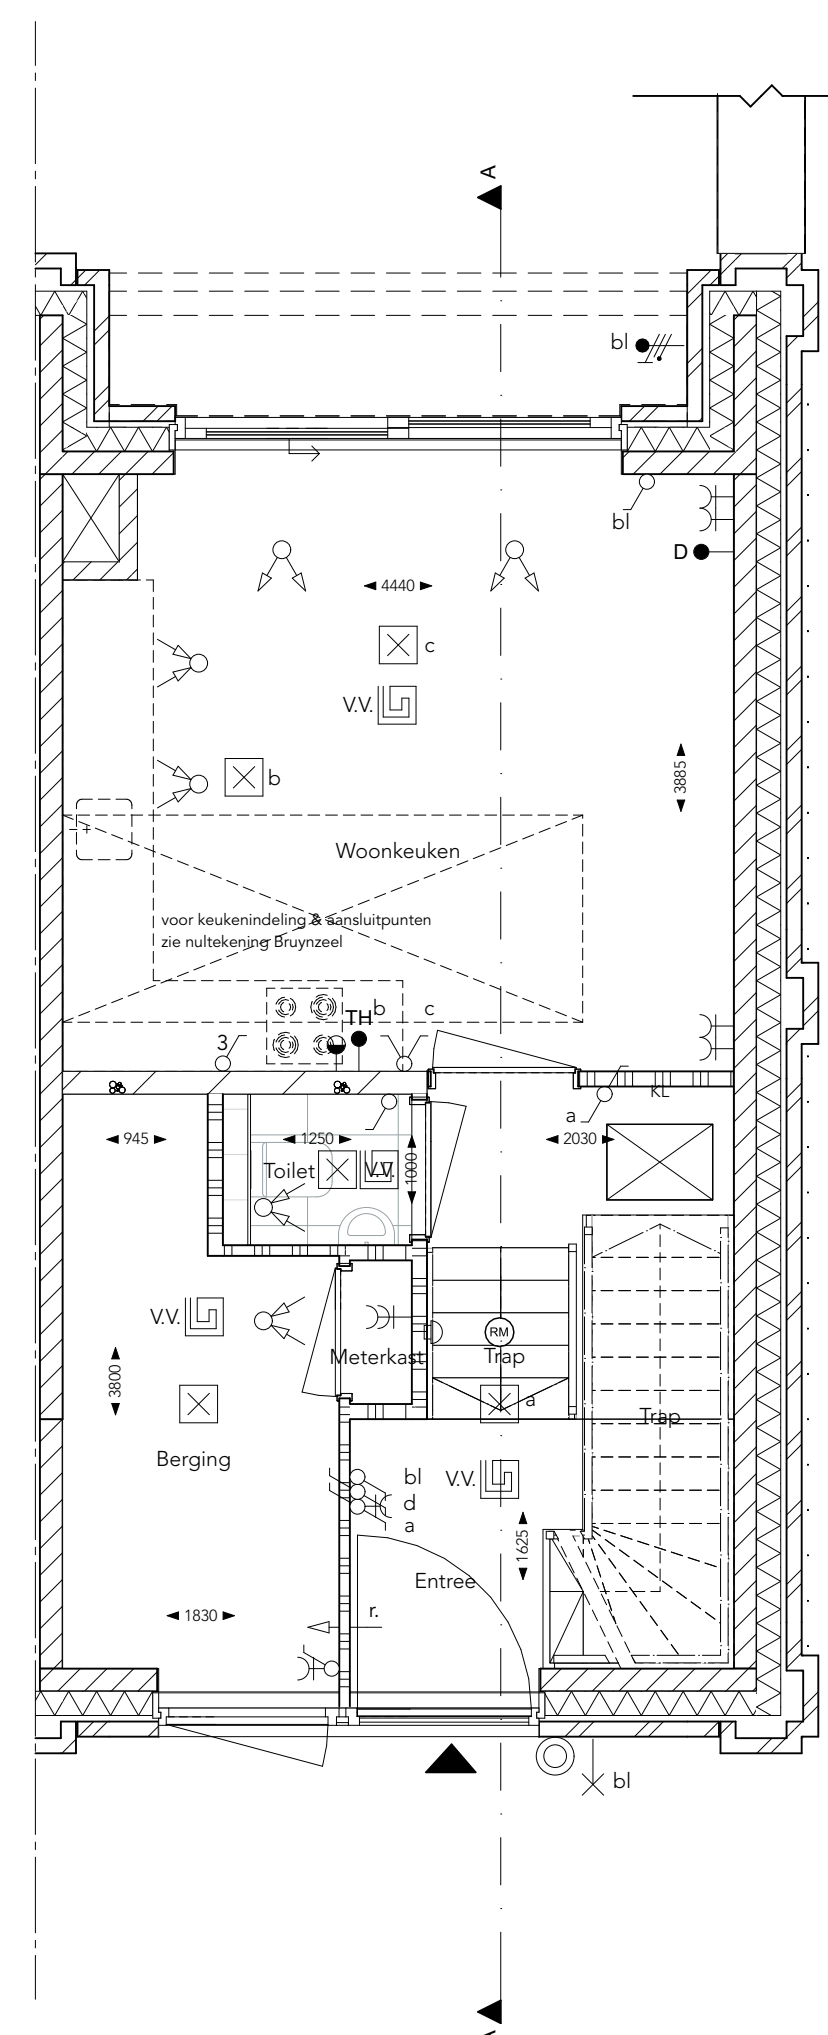 A
bl
bl
D
4440
c
V.V.
3885
b
Woonkeuken
voor keukenindeling & aansluitpunten
zie nultekening Bruynzeel
TH b c
3
KL
a
945
1250
1000
2030
Toilet
V.V.
V.V.
RM
Meterkast
Trap
3800
a
Trap
Berging
bl
V.V.
d
a
1625
Entree
1830
r.
bl
A